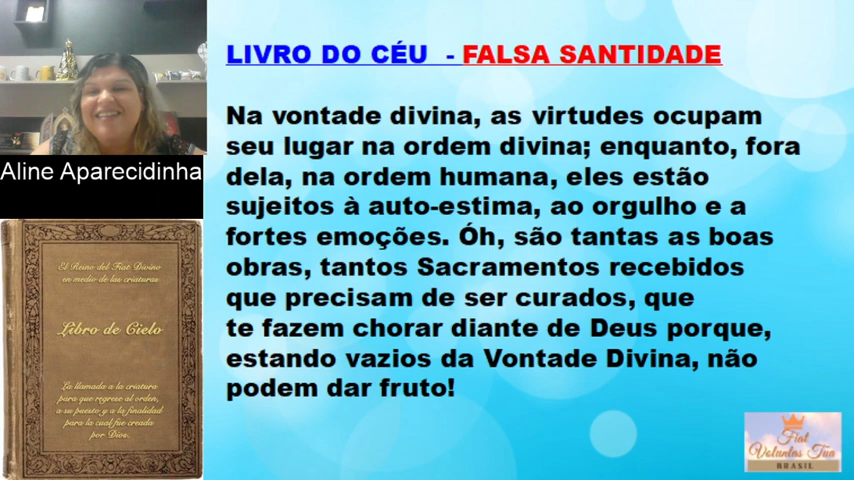 Aline Aparecidinha
El Reino del Fiat Divino
en medio de las criaturas
Libro de Cielo
La llamada a la criatura
para que regrese al orden,
a su puesto y a la finalidad
para la cual fue creada
por Dios.
LIVRO DO CÉU - FALSA SANTIDADE
Na vontade divina, as virtudes ocupam
seu lugar na ordem divina; enquanto, fora
dela, na ordem humana, eles estão
sujeitos à auto-estima, ao orgulho e a
fortes emoções. Óh, são tantas as boas
obras, tantos Sacramentos recebidos
que precisam de ser curados, que
te fazem chorar diante de Deus porque,
estando vazios da Vontade Divina, não
podem dar fruto!
Fiat
Voluntas Tua
BRASIL